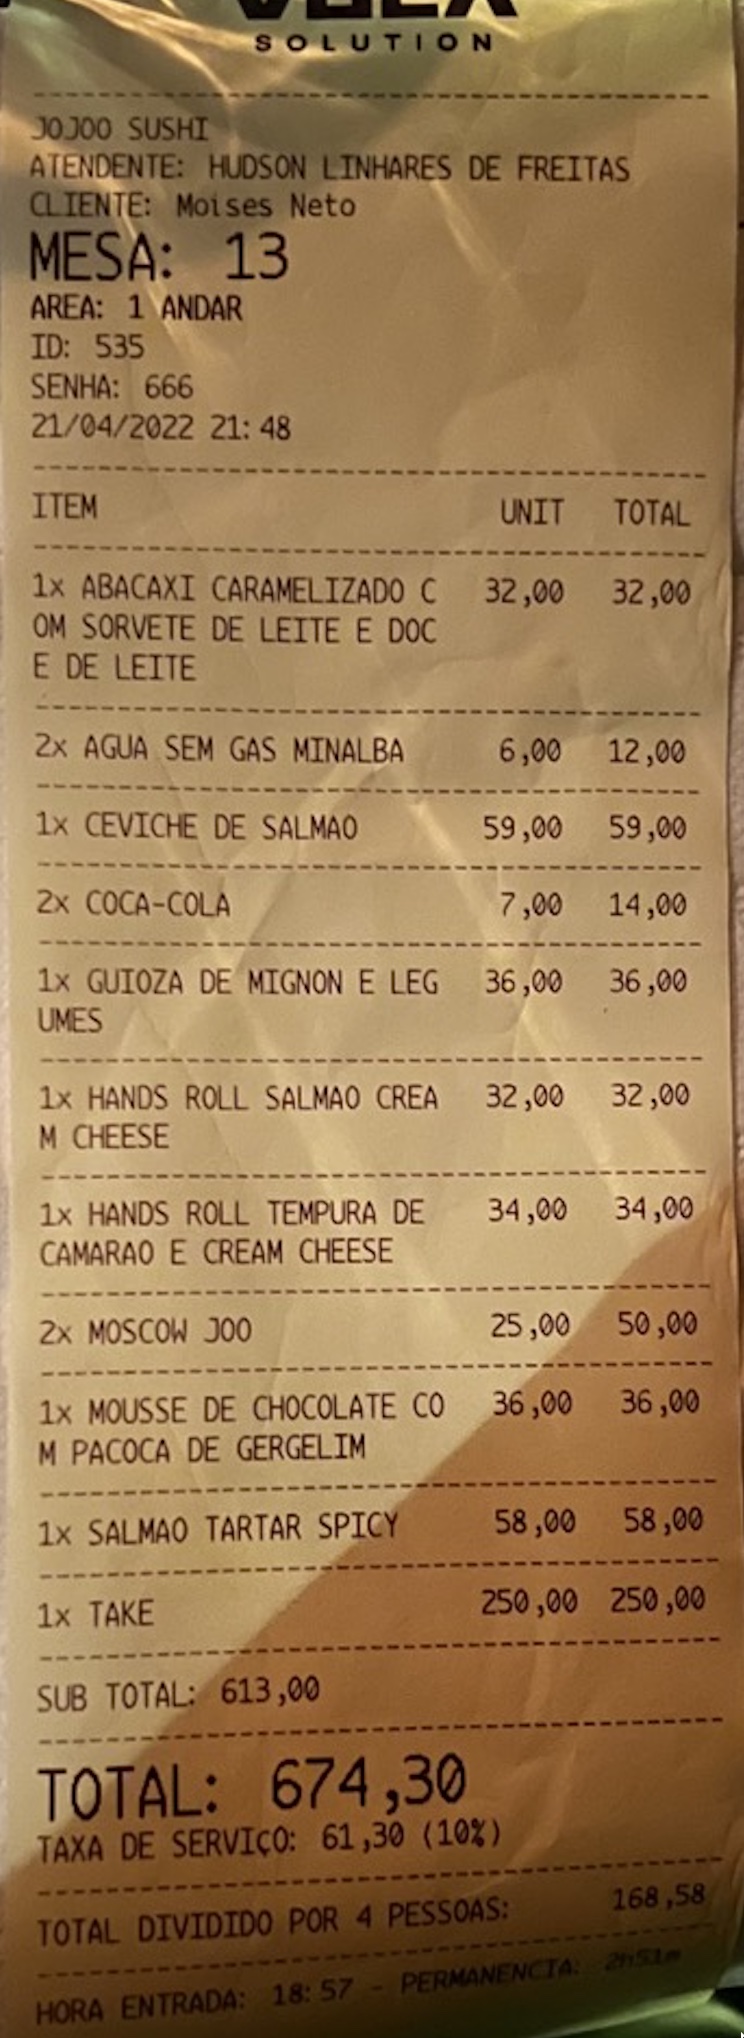 SOLUTION
JOJOO SUSHI
ATENDENTE: HUDSON LINHARES DE FREITAS
CLIENTE: Moises Neto
MESA: 13
AREA: 1 ANDAR
ID: 535
SENHA: 666
21/04/2022 21:48
ITEM UNIT TOTAL
1x ABACAXI CARAMELIZADO C 32,00 32,00
OM SORVETE DE LEITE E DOC
E DE LEITE
2x AGUA SEM GAS MINALBA 6,00 12,00
1x CEVICHE DE SALMAO 59,00 59,00
2x COCA-COLA 7,00 14,00
1x GUIOZA DE MIGNON E LEG 36,00 36,00
UMES
1x HANDS ROLL SALMAO CREA 32,00 32,00
M CHEESE
1x HANDS ROLL TEMPURA DE 34,00 34,00
CAMARAO E CREAM CHEESE
2x MOSCOW JOO 25,00 50,00
1x MOUSSE DE CHOCOLATE CO 36,00 36,00
M PACOCA DE GERGELIM
1x SALMAO TARTAR SPICY 58,00 58,00
1x TAKE 250,00 250,00
SUB TOTAL: 613,00
TOTAL: 674,30
TAXA DE SERVIÇO: 61,30 (10%)
TOTAL DIVIDIDO POR 4 PESSOAS: 168,58
HORA ENTRADA: 18:57 - PERMANENCIA: 2h51m